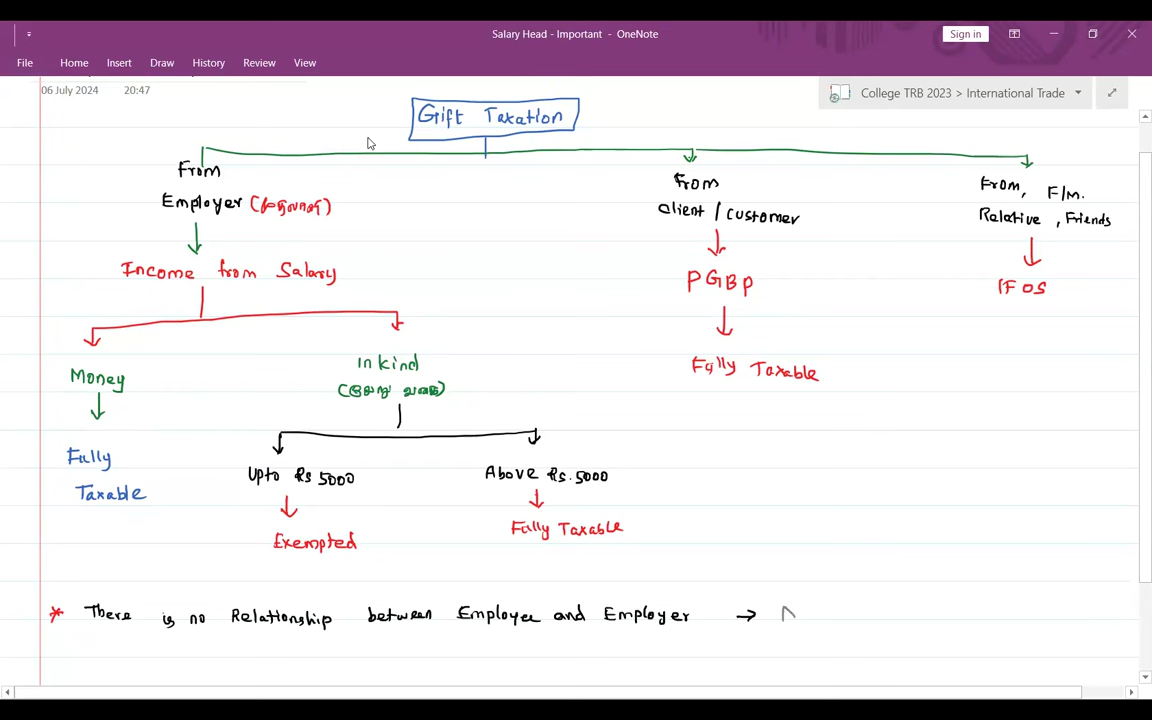 Salary Head - Important - OneNote
Sign in
File Home Insert Draw History Review View
06 July 2024 20:47
College TRB 2023 > International Trade
Gift Taxation
From
Employer
From
Client / Customer
From, F/M.
Relative , Friends
Income from Salary
PGBP
IFOS
Money
In kind
Fully Taxable
Fully
Taxable
Upto Rs 5000
Above Rs. 5000
Exempted
Fully Taxable
* There is no Relationship between Employee and Employer →